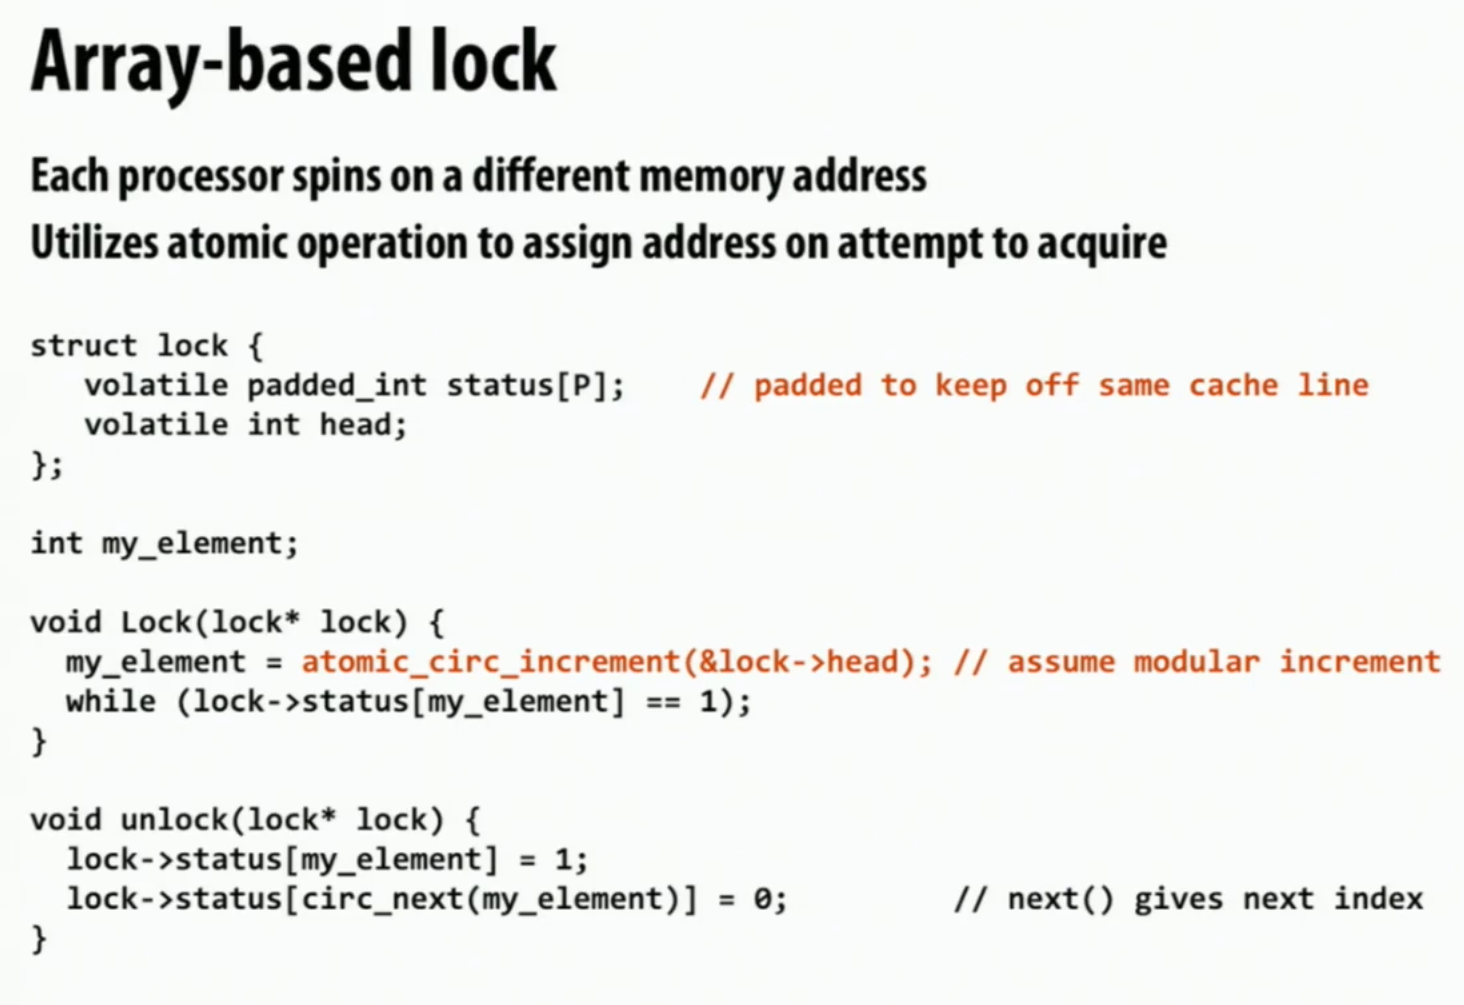 Array-based lock
Each processor spins on a different memory address
Utilizes atomic operation to assign address on attempt to acquire
struct lock {
   volatile padded_int status[P];    // padded to keep off same cache line
   volatile int head;
};
int my_element;
void Lock(lock* lock) {
  my_element = atomic_circ_increment(&lock->head); // assume modular increment
  while (lock->status[my_element] == 1);
}
void unlock(lock* lock) {
  lock->status[my_element] = 1;
  lock->status[circ_next(my_element)] = 0;         // next() gives next index
}